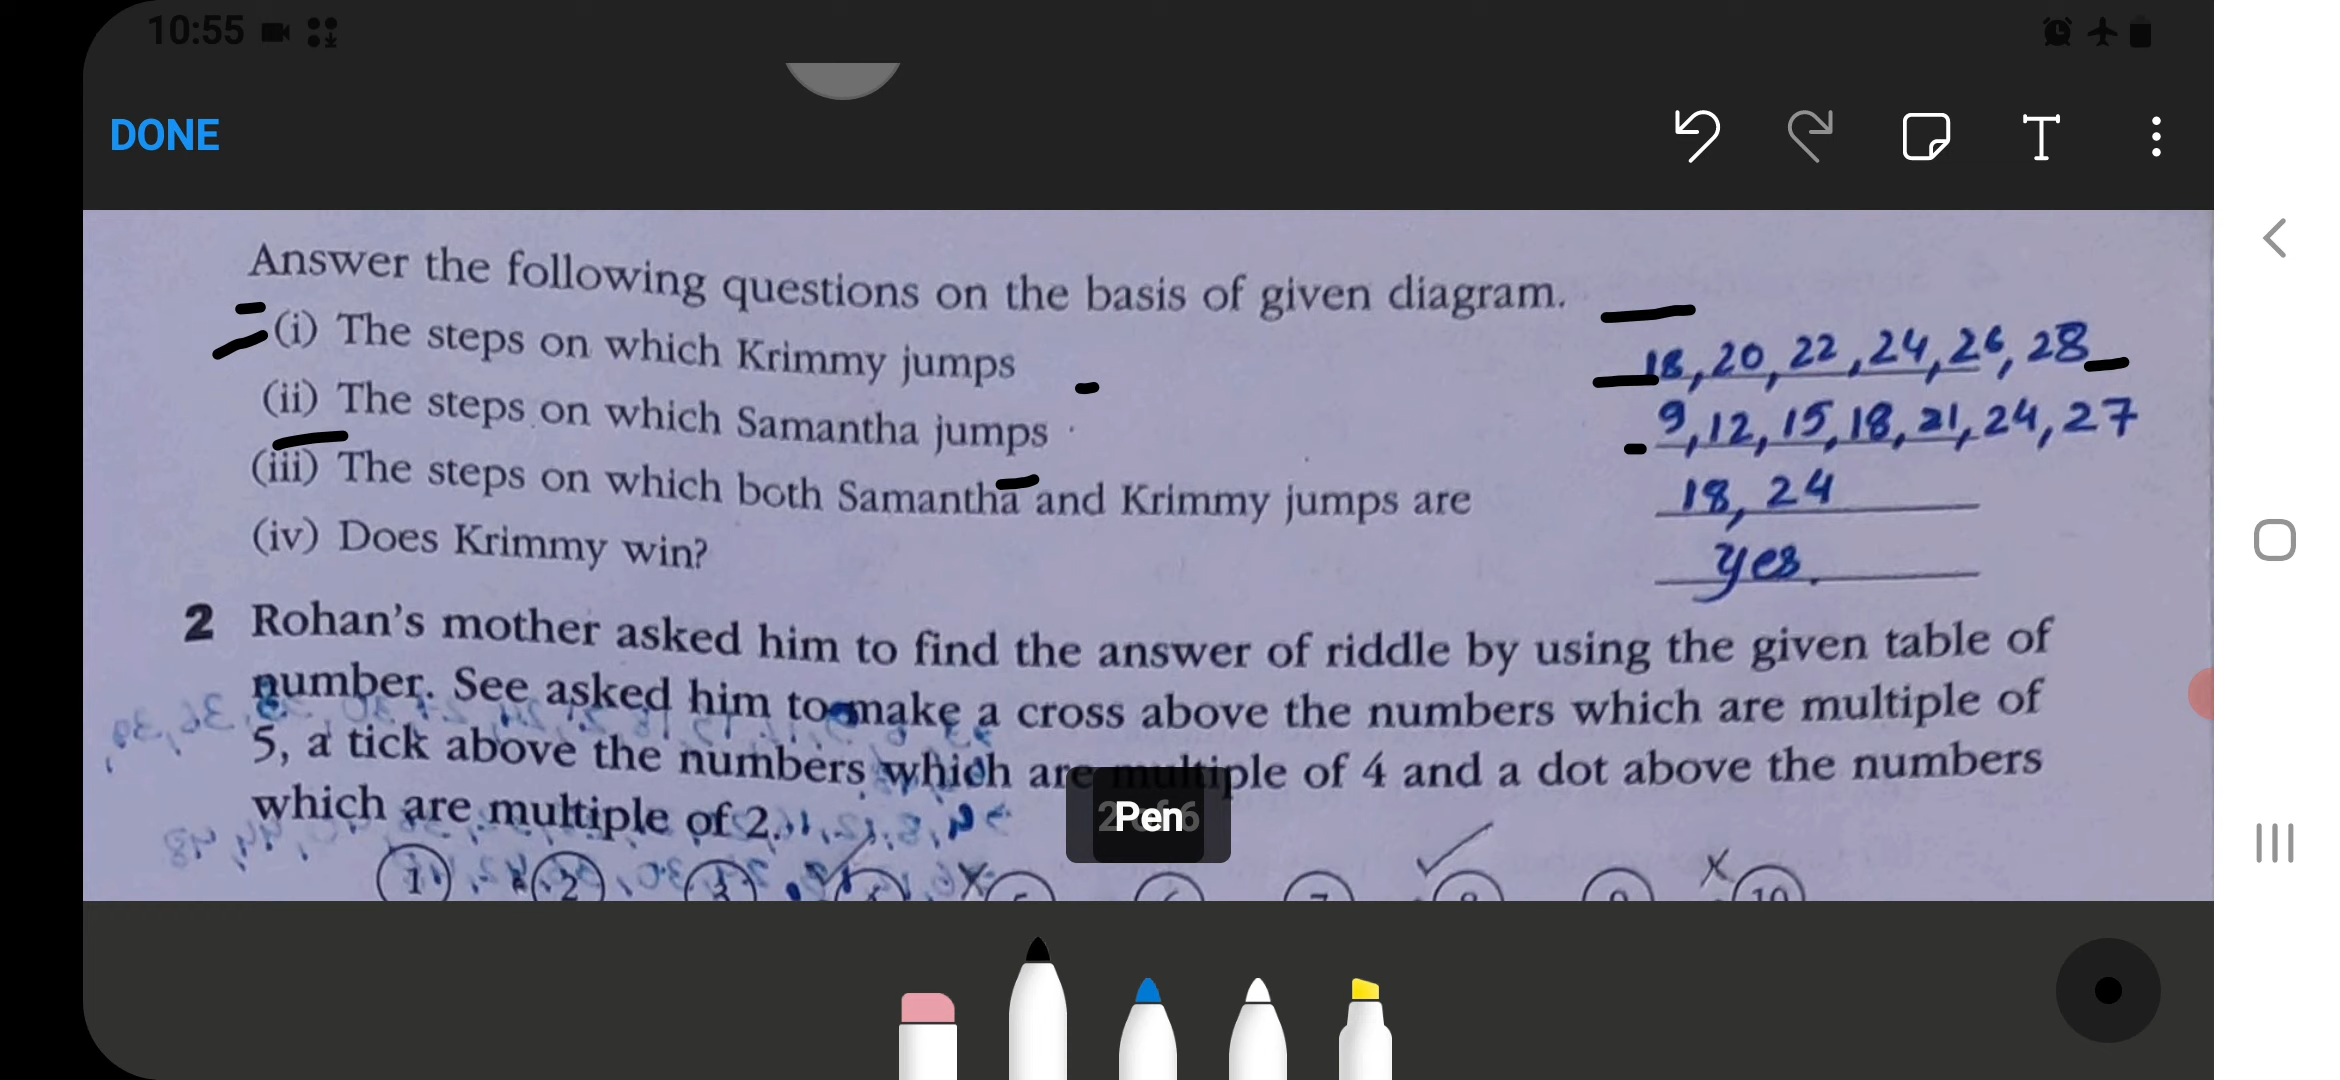 10:55
DONE
Answer the following questions on the basis of given diagram.
(i) The steps on which Krimmy jumps 18, 20, 22, 24, 26, 28
(ii) The steps on which Samantha jumps 9, 12, 15, 18, 21, 24, 27
(iii) The steps on which both Samantha and Krimmy jumps are 18, 24
(iv) Does Krimmy win? yes.
2 Rohan's mother asked him to find the answer of riddle by using the given table of
number. See asked him to make a cross above the numbers which are multiple of
5, a tick above the numbers which are multiple of 4 and a dot above the numbers
which are multiple of 2.
Pen
1 2 3 10